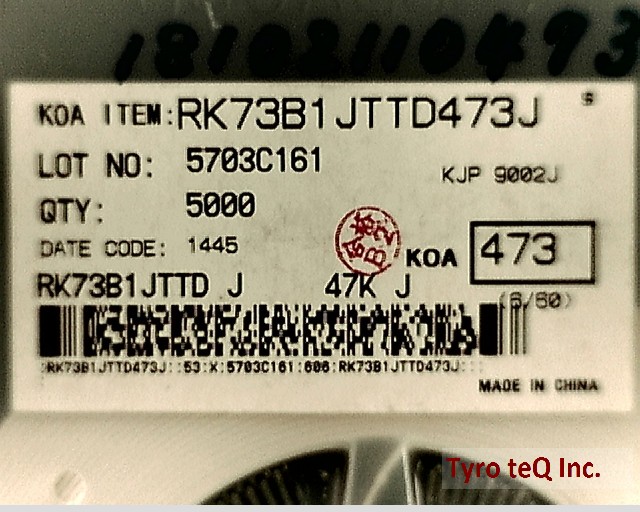 18102110493
KOA ITEM: RK73B1JTTD473J
LOT NO: 5703C161
KJP 9002J
QTY: 5000
DATE CODE: 1445
KOA 473
RK73B1JTTD J 47K J
(6/60)
:RK73B1JTTD473J::53:X:5703C161:606:RK73B1JTTD473J:::
MADE IN CHINA
Tyro teQ Inc.